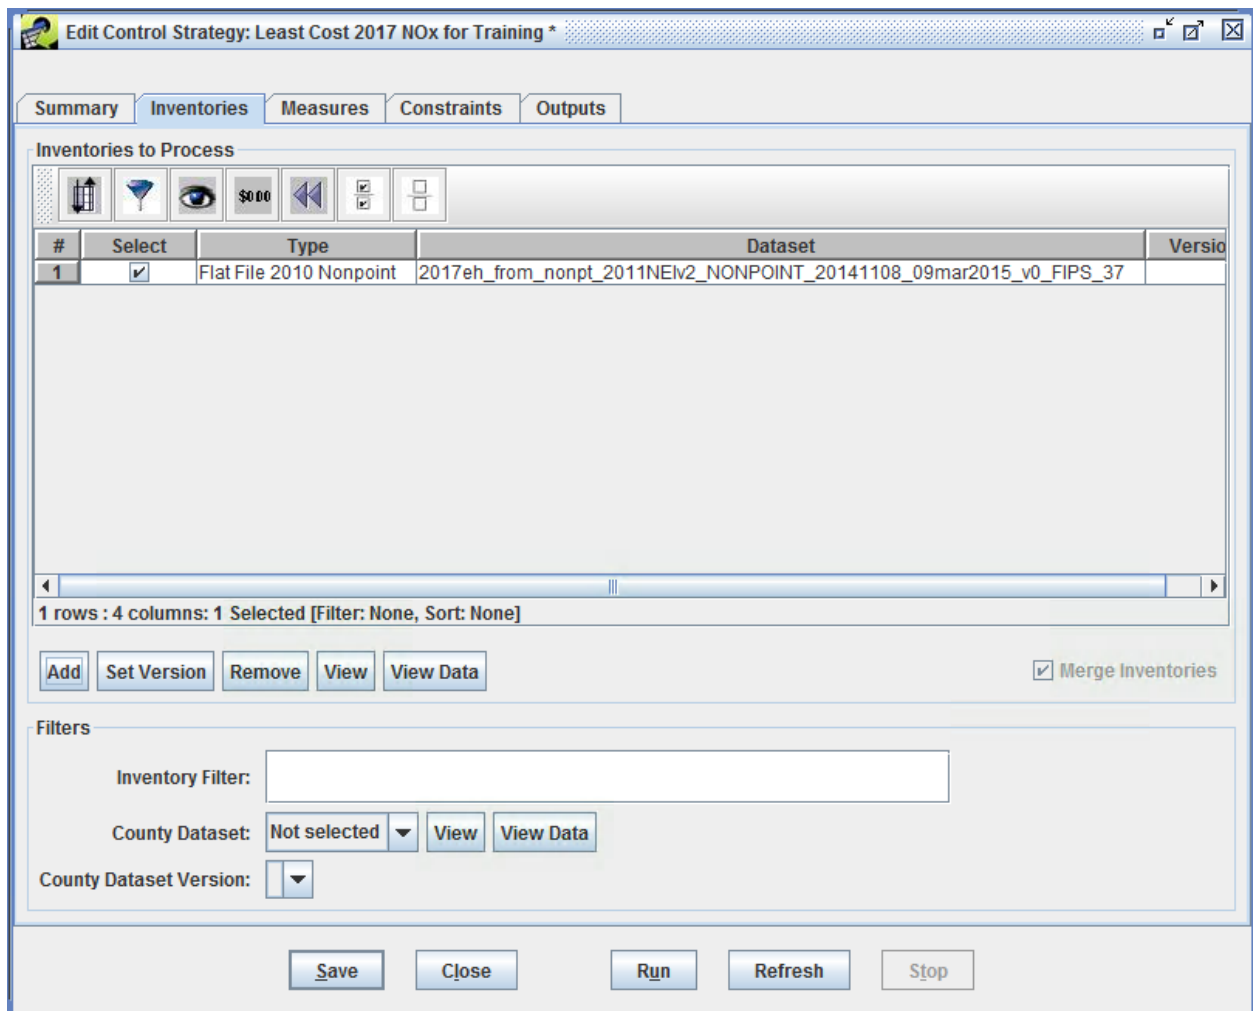 Edit Control Strategy: Least Cost 2017 NOx for Training *
Summary Inventories Measures Constraints Outputs
Inventories to Process
$0.00
# Select Type Dataset Versio
1 Flat File 2010 Nonpoint 2017eh_from_nonpt_2011NEIv2_NONPOINT_20141108_09mar2015_v0_FIPS_37
1 rows : 4 columns: 1 Selected [Filter: None, Sort: None]
Add Set Version Remove View View Data Merge Inventories
Filters
Inventory Filter:
County Dataset: Not selected View View Data
County Dataset Version:
Save Close Run Refresh Stop